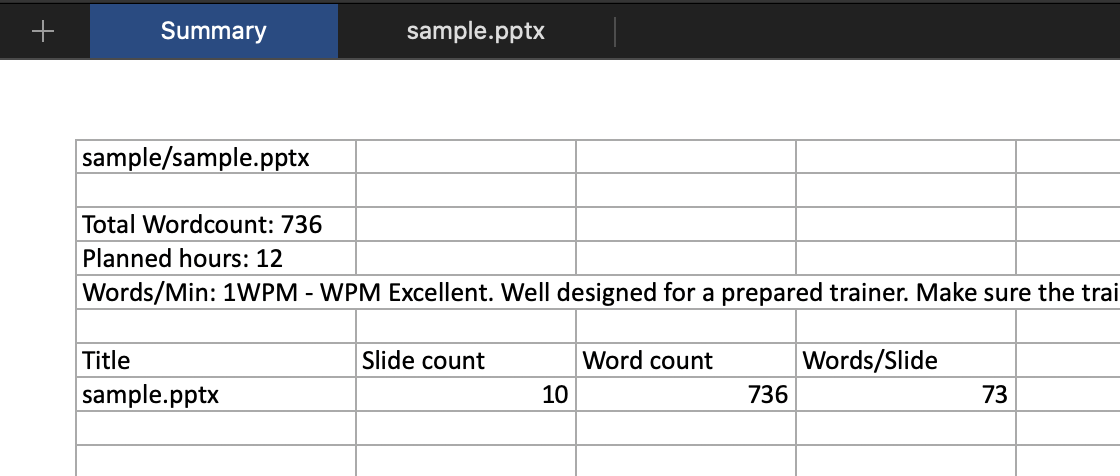 Summary sample.pptx
sample/sample.pptx
Total Wordcount: 736
Planned hours: 12
Words/Min: 1WPM - WPM Excellent. Well designed for a prepared trainer. Make sure the trai
Title Slide count Word count Words/Slide
sample.pptx 10 736 73